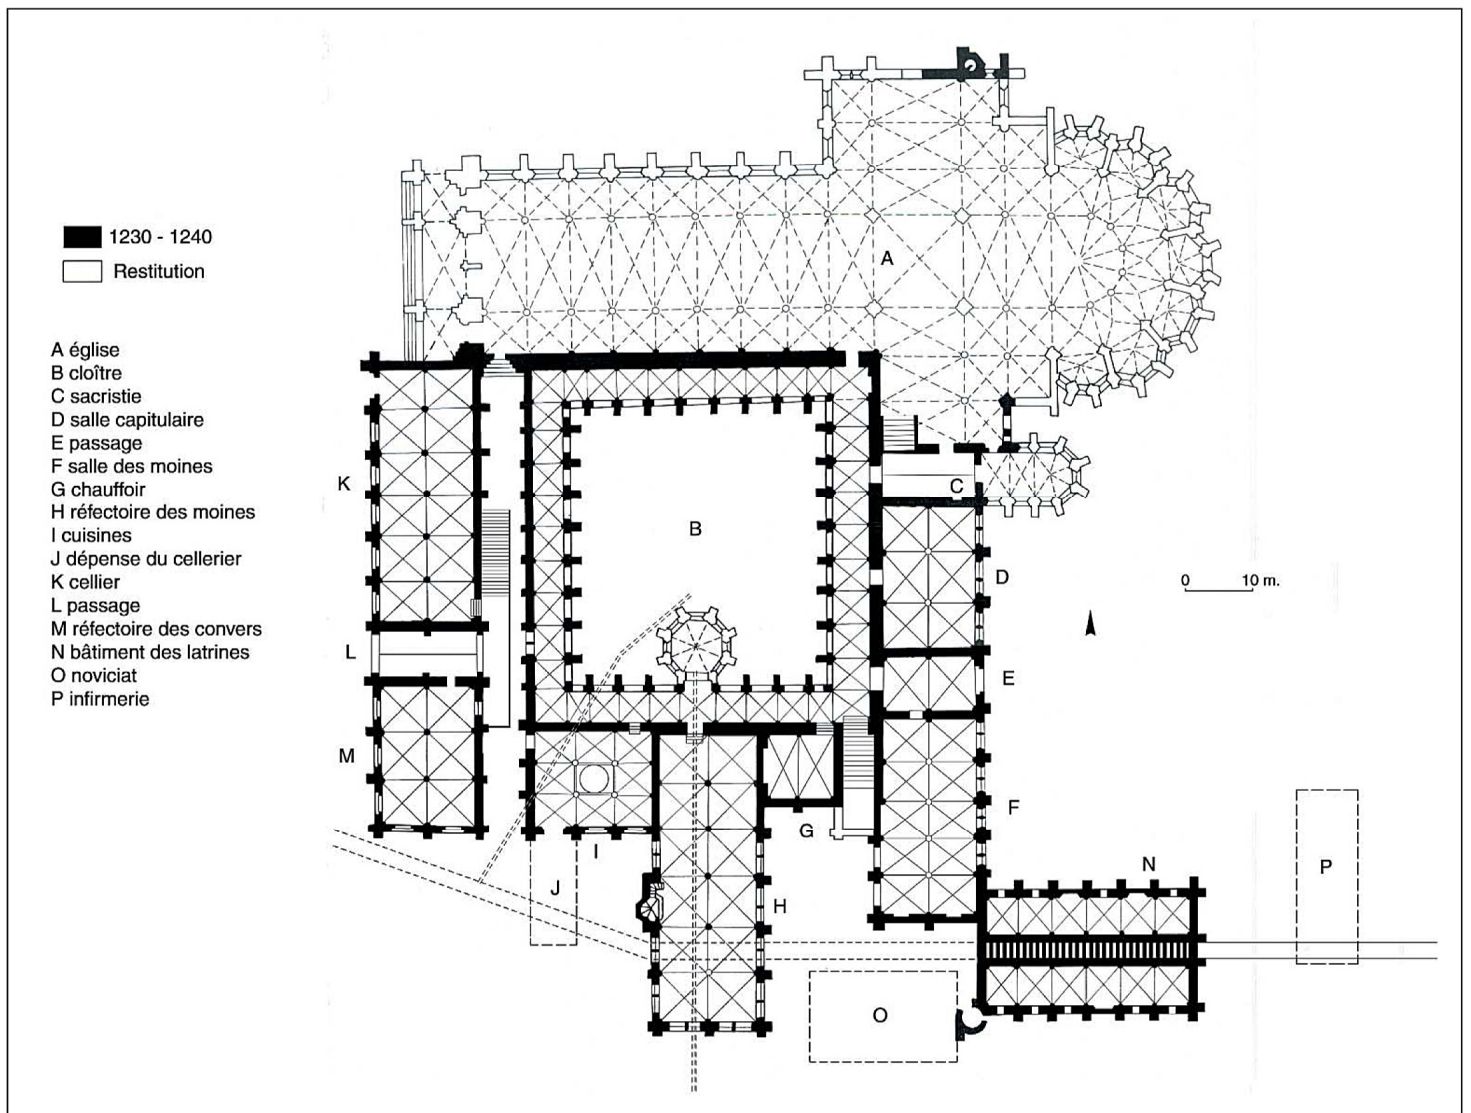 1230 - 1240
Restitution
A église
B cloître
C sacristie
D salle capitulaire
E passage
F salle des moines
G chauffoir
H réfectoire des moines
I cuisines
J dépense du cellerier
K cellier
L passage
M réfectoire des convers
N bâtiment des latrines
O noviciat
P infirmerie
A
K
C
B
D
0 10 m.
L
E
M
F
G
I
J
H
N
P
O